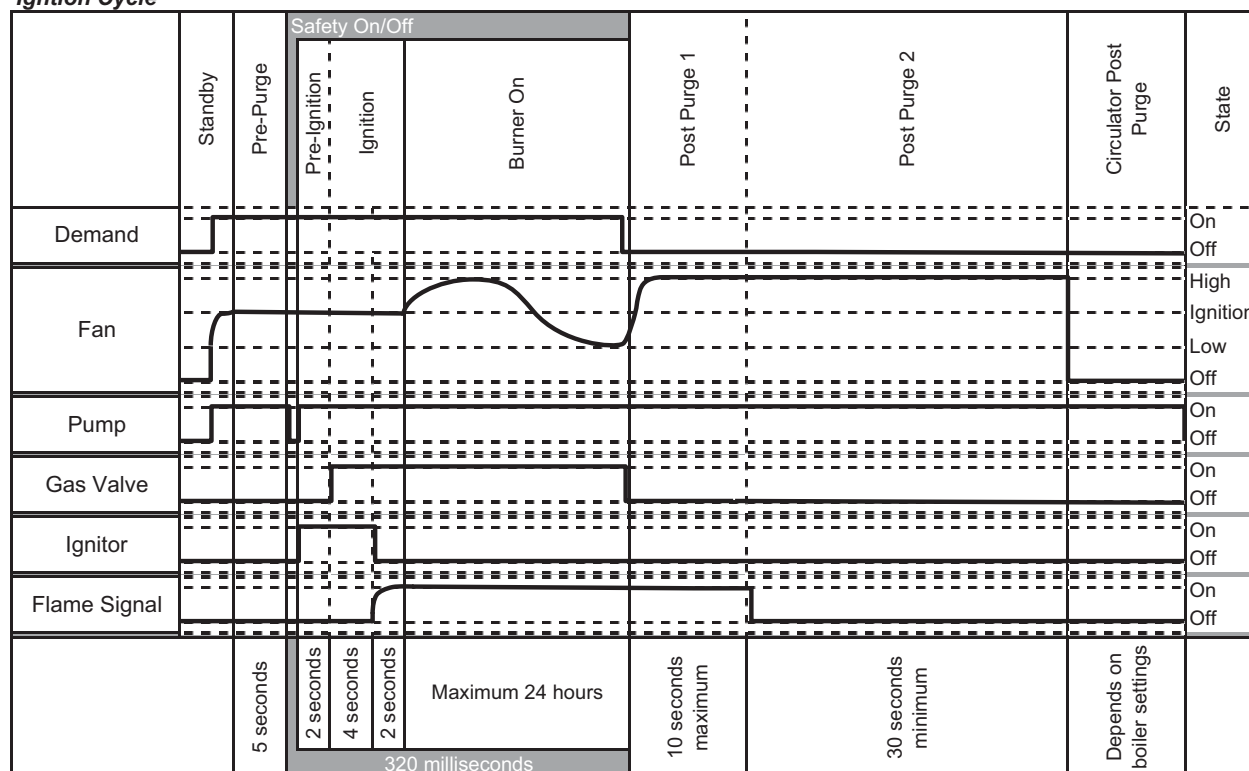 Ignition Cycle
Safety On/Off
Standby
Pre-Purge
Pre-Ignition
Ignition
Burner On
Post Purge 1
Post Purge 2
Circulator Post
Purge
State
Demand
On
Off
Fan
High
Ignition
Low
Off
Pump
On
Off
Gas Valve
On
Off
Ignitor
On
Off
Flame Signal
On
Off
5 seconds
2 seconds
4 seconds
2 seconds
Maximum 24 hours
10 seconds
maximum
30 seconds
minimum
Depends on
boiler settings
320 milliseconds